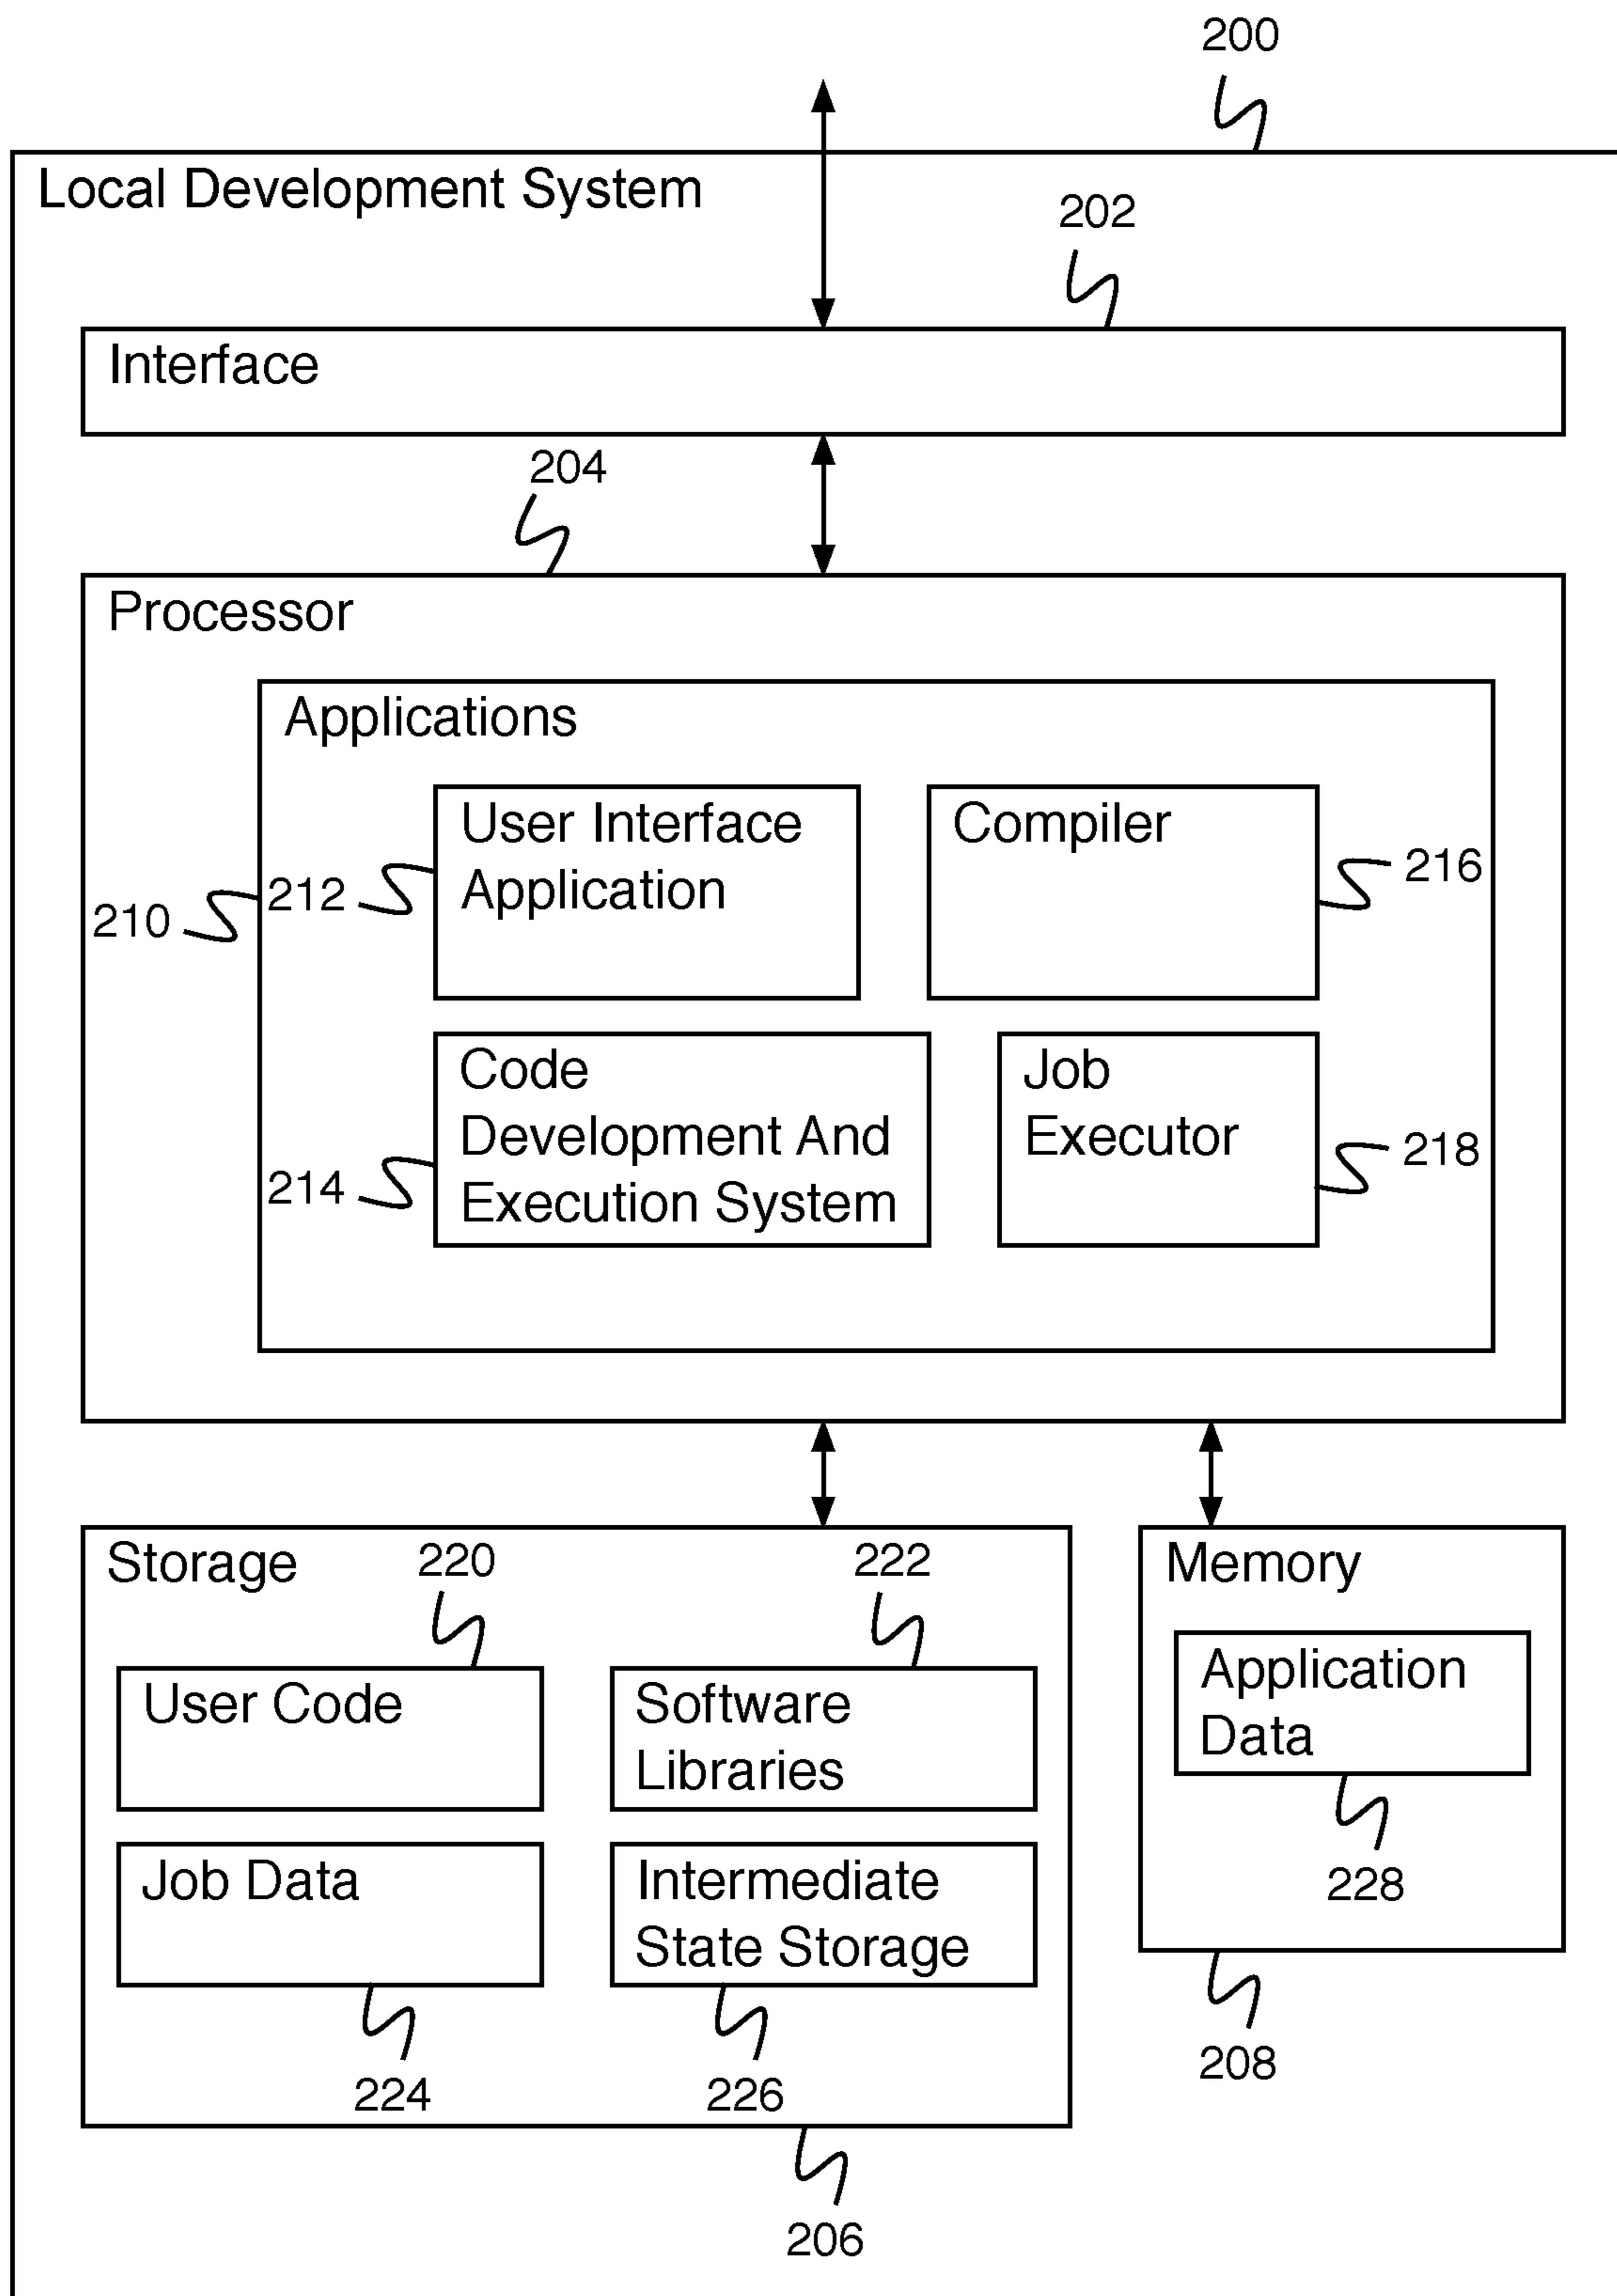 200
Local Development System
202
Interface
204
Processor
Applications
User Interface
Application
Compiler
216
212
210
Code
Development And
Execution System
Job
Executor
218
214
Storage
220
222
Memory
User Code
Software
Libraries
Application
Data
Job Data
Intermediate
State Storage
228
224
226
208
206